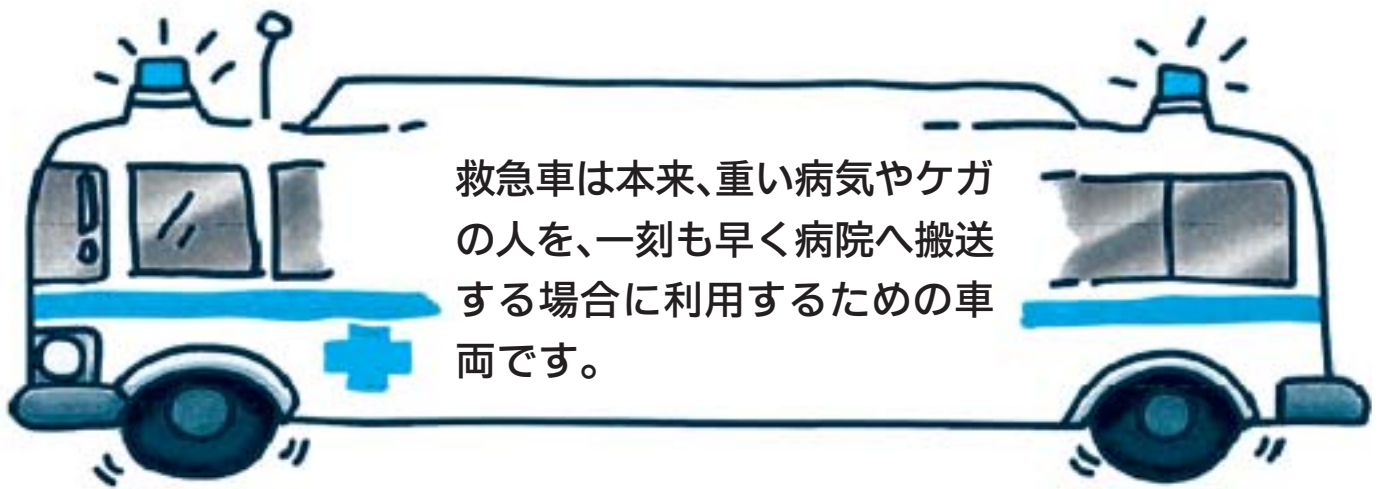 救急車は本来、重い病気やケガ
の人を、一刻も早く病院へ搬送
する場合に利用するための車
両です。